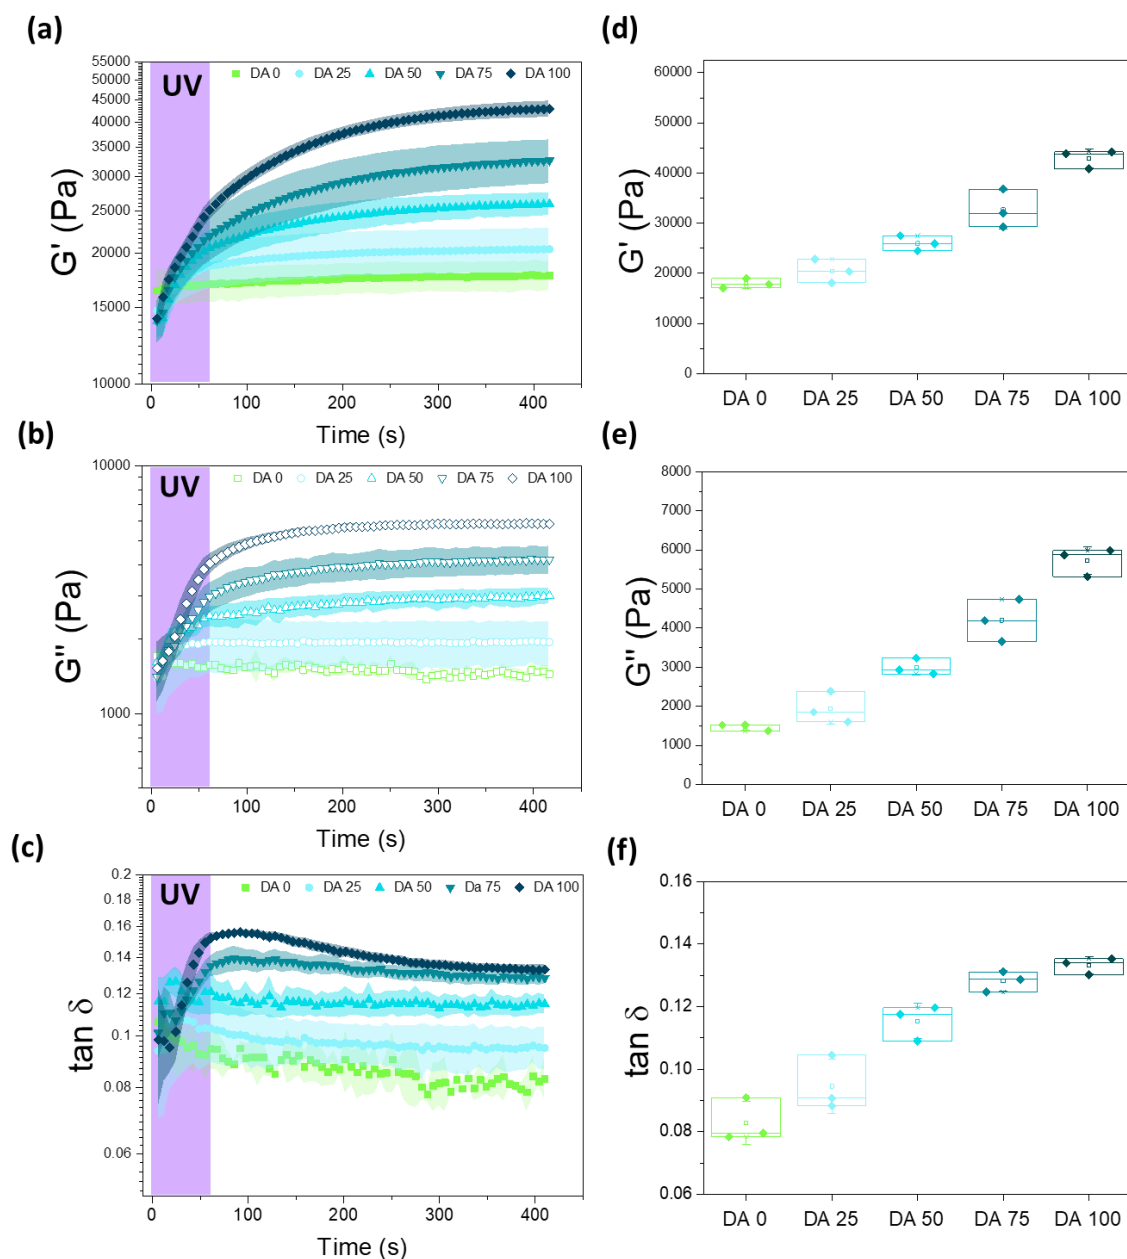 (a)
UV
DA 0 DA 25 DA 50 DA 75 DA 100
55000
50000
45000
40000
35000
30000
25000
20000
15000
10000
G' (Pa)
0 100 200 300 400
Time (s)
(d)
60000
50000
40000
30000
20000
10000
0
G' (Pa)
DA 0 DA 25 DA 50 DA 75 DA 100
(b)
UV
DA 0 DA 25 DA 50 DA 75 DA 100
10000
1000
G'' (Pa)
0 100 200 300 400
Time (s)
(e)
8000
7000
6000
5000
4000
3000
2000
1000
0
G'' (Pa)
DA 0 DA 25 DA 50 DA 75 DA 100
(c)
UV
DA 0 DA 25 DA 50 Da 75 DA 100
0.2
0.16
0.14
0.12
0.1
0.08
0.06
tan δ
0 100 200 300 400
Time (s)
(f)
0.16
0.14
0.12
0.10
0.08
0.06
tan δ
DA 0 DA 25 DA 50 DA 75 DA 100